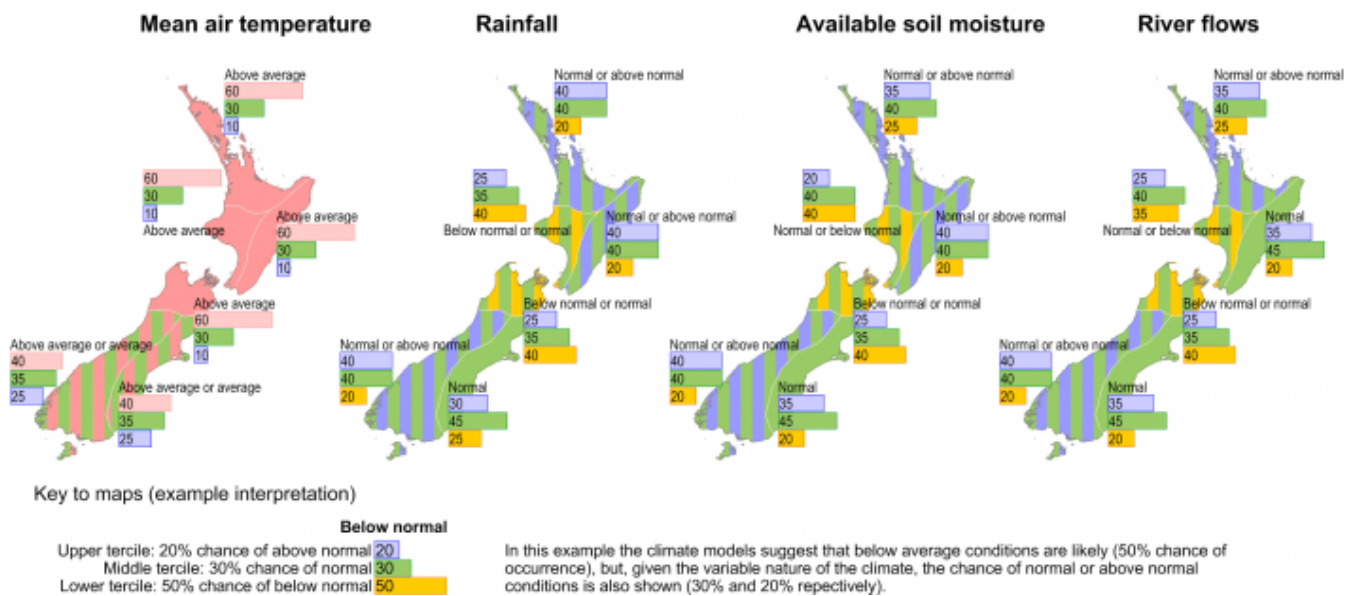 Mean air temperature
Above average
60
30
10
60
30
10
Above average
Above average
60
30
10
Above average
60
30
10
Above average or average
40
35
25
Above average or average
40
35
25
Rainfall
Normal or above normal
40
40
20
25
35
40
Below normal or normal
Normal or above normal
40
40
20
Below normal or normal
25
35
40
Normal or above normal
40
40
20
Normal
30
45
25
Available soil moisture
Normal or above normal
35
40
25
20
40
40
Normal or below normal
Normal or above normal
40
40
20
Below normal or normal
25
35
40
Normal or above normal
40
40
20
Normal
35
45
20
River flows
Normal or above normal
35
40
25
25
40
35
Normal or below normal
Normal
35
45
20
Below normal or normal
25
35
40
Normal or above normal
40
40
20
Normal
35
45
20
Key to maps (example interpretation)
Below normal
Upper tercile: 20% chance of above normal 20
Middle tercile: 30% chance of normal 30
Lower tercile: 50% chance of below normal 50
In this example the climate models suggest that below average conditions are likely (50% chance of
occurrence), but, given the variable nature of the climate, the chance of normal or above normal
conditions is also shown (30% and 20% repectively).